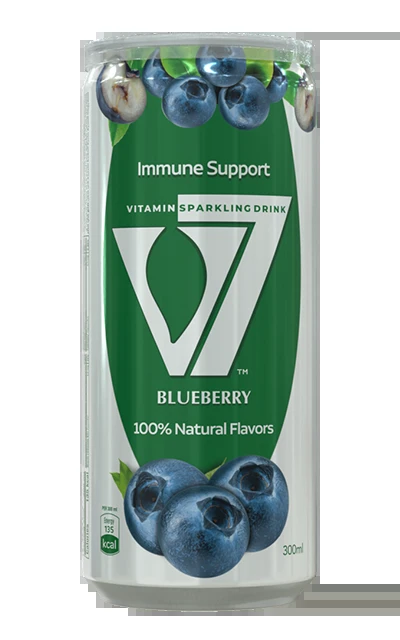 Immune Support
VITAMIN SPARKLING DRINK
V7
TM
BLUEBERRY
100% Natural Flavors
Energy
135
kcal
300ml